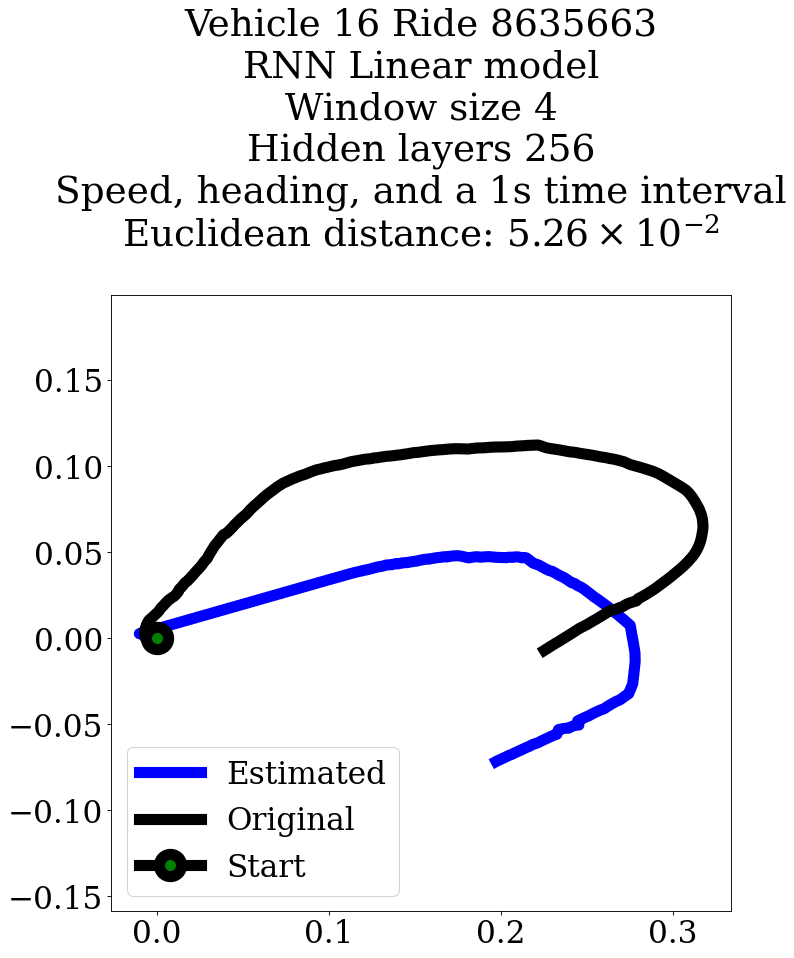 Vehicle 16 Ride 8635663
RNN Linear model
Window size 4
Hidden layers 256
Speed, heading, and a 1s time interval
Euclidean distance: 5.26 × 10⁻²
0.15
0.10
0.05
0.00
−0.05
−0.10
−0.15
Estimated
Original
Start
0.0 0.1 0.2 0.3